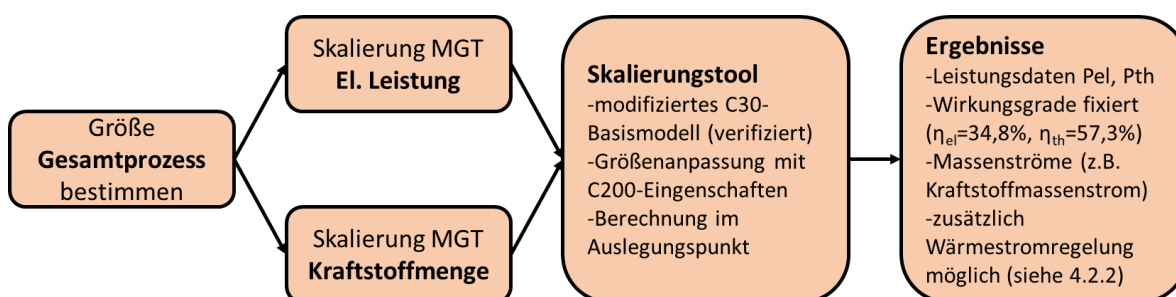 Größe
Gesamtprozess
bestimmen
Skalierung MGT
El. Leistung
Skalierung MGT
Kraftstoffmenge
Skalierungstool
-modifiziertes C30-
Basismodell (verifiziert)
-Größenanpassung mit
C200-Eingenschaften
-Berechnung im
Auslegungspunkt
Ergebnisse
-Leistungsdaten Pel, Pth
-Wirkungsgrade fixiert
(ηel=34,8%, ηth=57,3%)
-Massenströme (z.B.
Kraftstoffmassenstrom)
-zusätzlich
Wärmestromregelung
möglich (siehe 4.2.2)